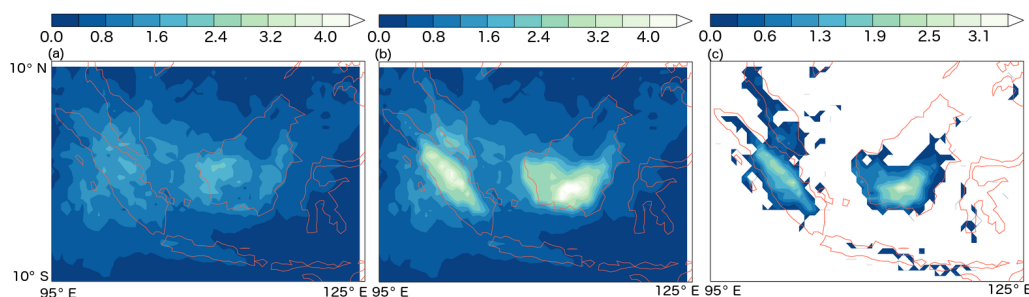 0.0 0.8 1.6 2.4 3.2 4.0
0.0 0.8 1.6 2.4 3.2 4.0
0.0 0.6 1.3 1.9 2.5 3.1
(a)
(b)
(c)
10° N
10° S
95° E 125° E 95° E 125° E 95° E 125° E